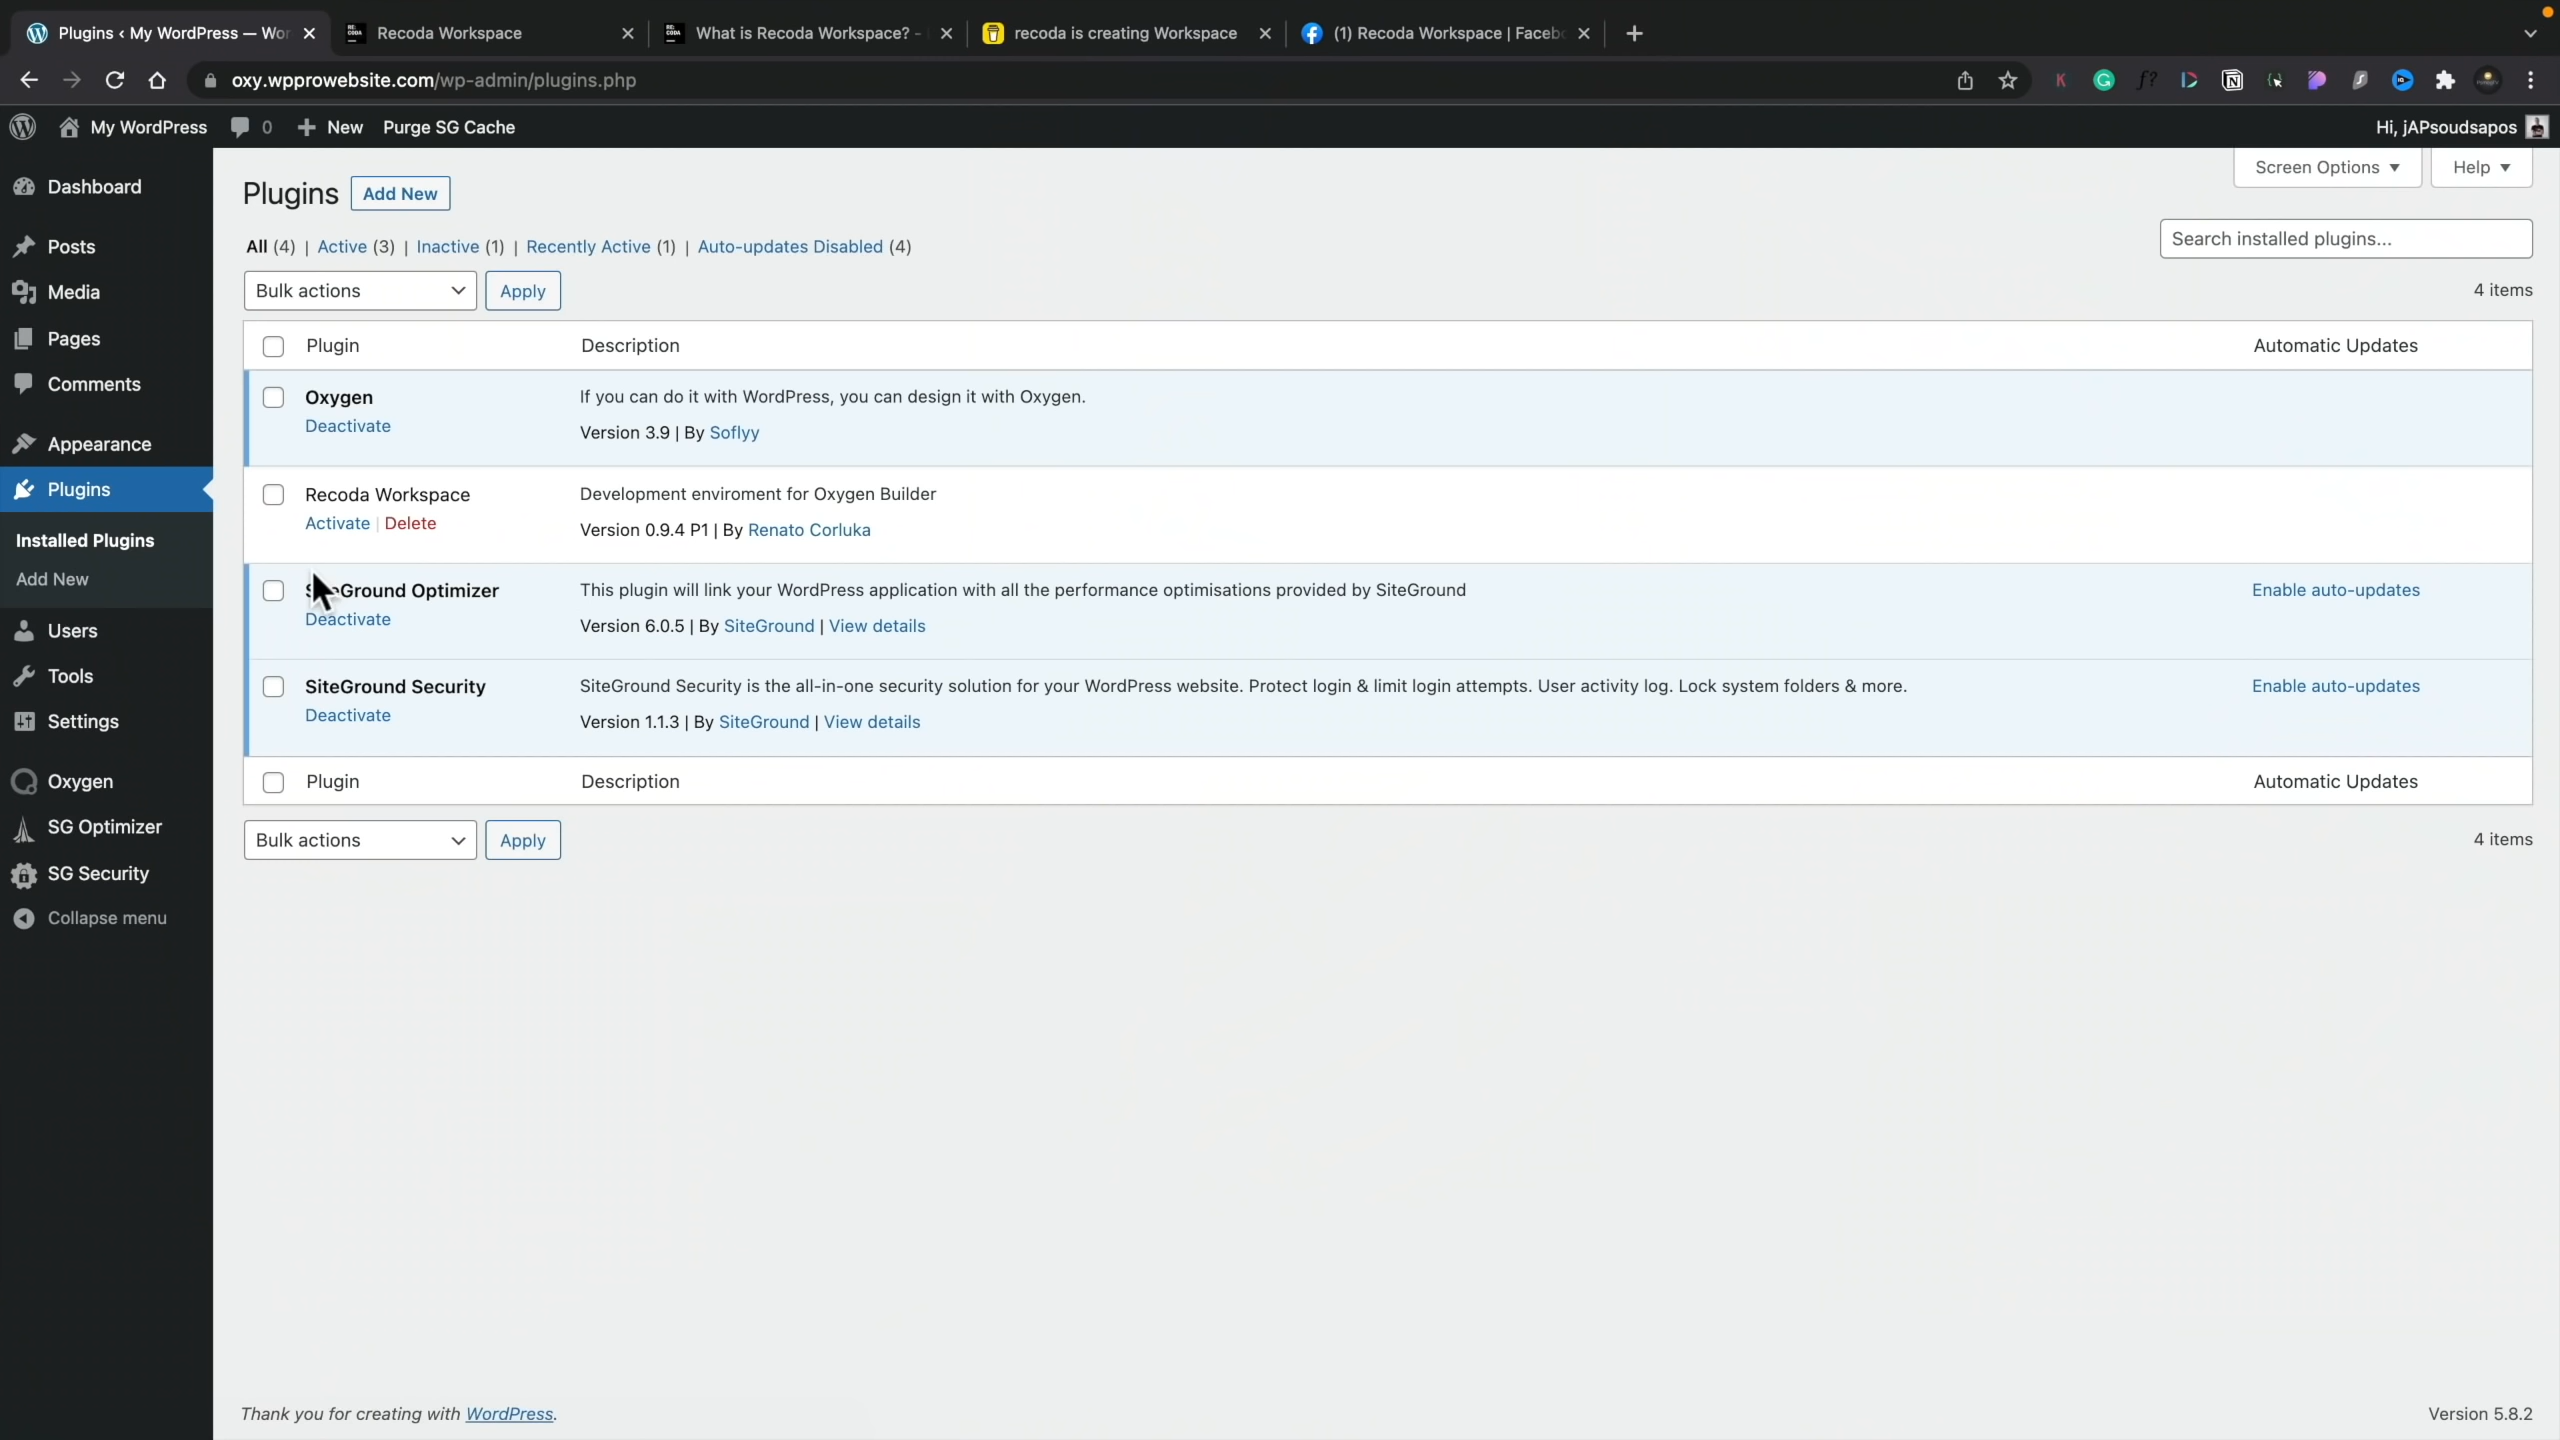 Plugins ‹ My WordPress — Wor
Recoda Workspace
What is Recoda Workspace? -
recoda is creating Workspace
(1) Recoda Workspace | Faceb
oxy.wpprowebsite.com/wp-admin/plugins.php
My WordPress
0
New
Purge SG Cache
Hi, jAPsoudsapos
Dashboard
Posts
Media
Pages
Comments
Appearance
Plugins
Installed Plugins
Add New
Users
Tools
Settings
Oxygen
SG Optimizer
SG Security
Collapse menu
Plugins
Add New
Screen Options
Help
All (4) | Active (3) | Inactive (1) | Recently Active (1) | Auto-updates Disabled (4)
Search installed plugins...
Bulk actions
Apply
4 items
Plugin
Description
Automatic Updates
Oxygen
Deactivate
If you can do it with WordPress, you can design it with Oxygen.
Version 3.9 | By Soflyy
Recoda Workspace
Activate | Delete
Development enviroment for Oxygen Builder
Version 0.9.4 P1 | By Renato Corluka
Ground Optimizer
Deactivate
This plugin will link your WordPress application with all the performance optimisations provided by SiteGround
Version 6.0.5 | By SiteGround | View details
Enable auto-updates
SiteGround Security
Deactivate
SiteGround Security is the all-in-one security solution for your WordPress website. Protect login & limit login attempts. User activity log. Lock system folders & more.
Version 1.1.3 | By SiteGround | View details
Enable auto-updates
Plugin
Description
Automatic Updates
Bulk actions
Apply
4 items
Thank you for creating with WordPress.
Version 5.8.2